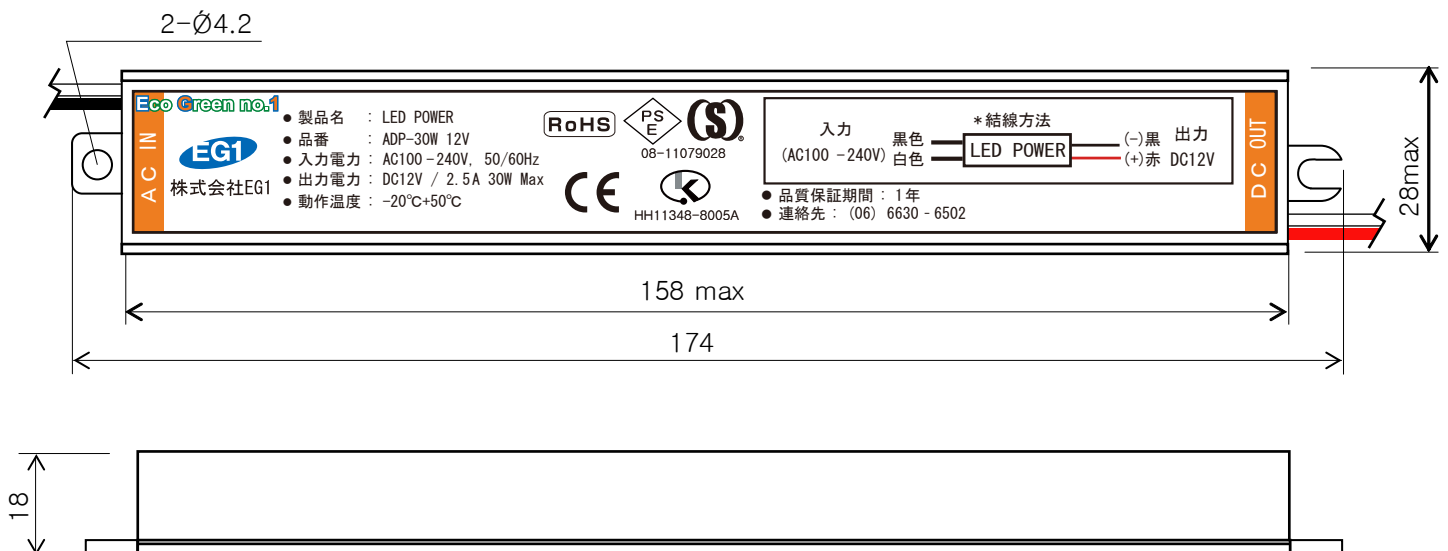 2-Ø4.2
Eco Green no.1
AC IN
EG1
株式会社EG1
● 製品名 : LED POWER
● 品番 : ADP-30W 12V
● 入力電力 : AC100-240V, 50/60Hz
● 出力電力 : DC12V / 2.5A 30W Max
● 動作温度 : -20℃+50℃
RoHS
PS
E
(S)
08-11079028
CE
K
HH11348-8005A
*結線方法
入力
(AC100 -240V)
黒色
白色
LED POWER
(-)黒
(+)赤
出力
DC12V
● 品質保証期間 : 1年
● 連絡先 : (06) 6630 - 6502
DC OUT
28max
158 max
174
18